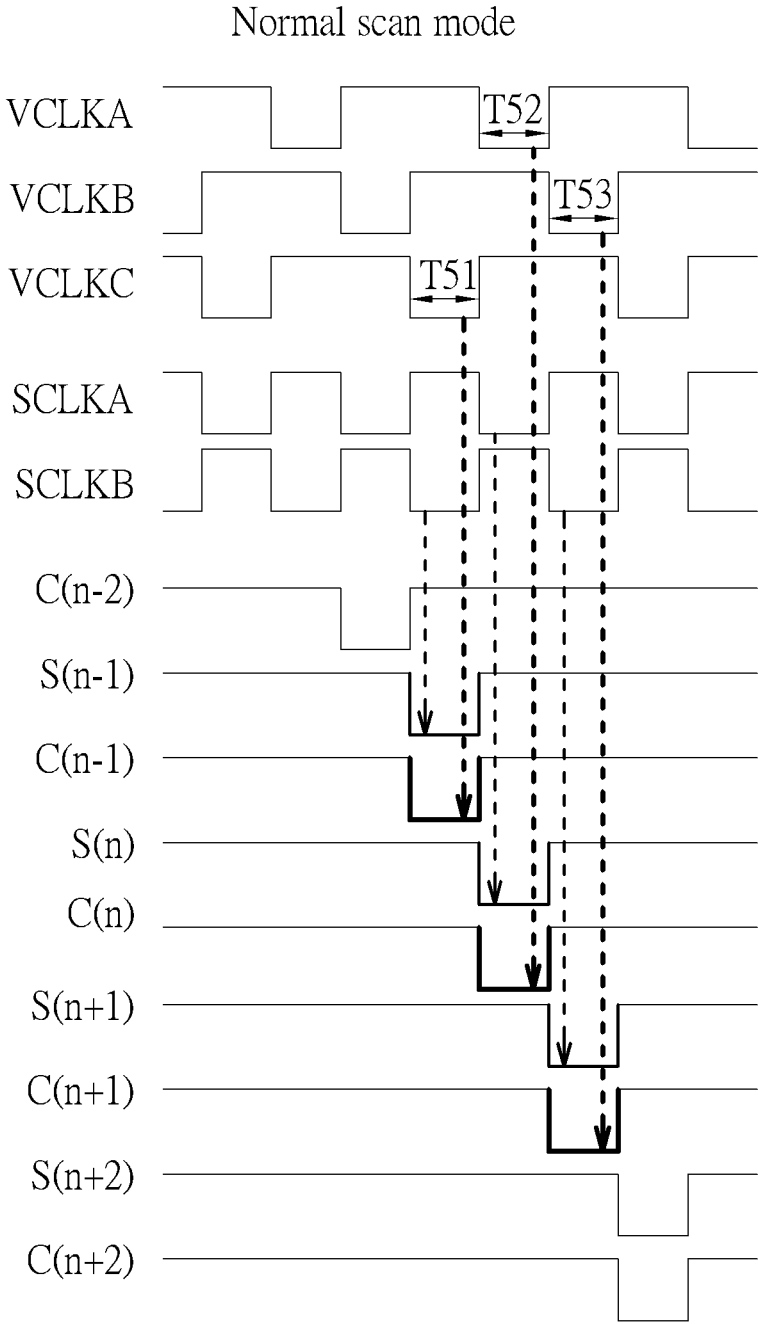 Normal scan mode
VCLKA
T52
VCLKB
T53
VCLKC
T51
SCLKA
SCLKB
C(n-2)
S(n-1)
C(n-1)
S(n)
C(n)
S(n+1)
C(n+1)
S(n+2)
C(n+2)